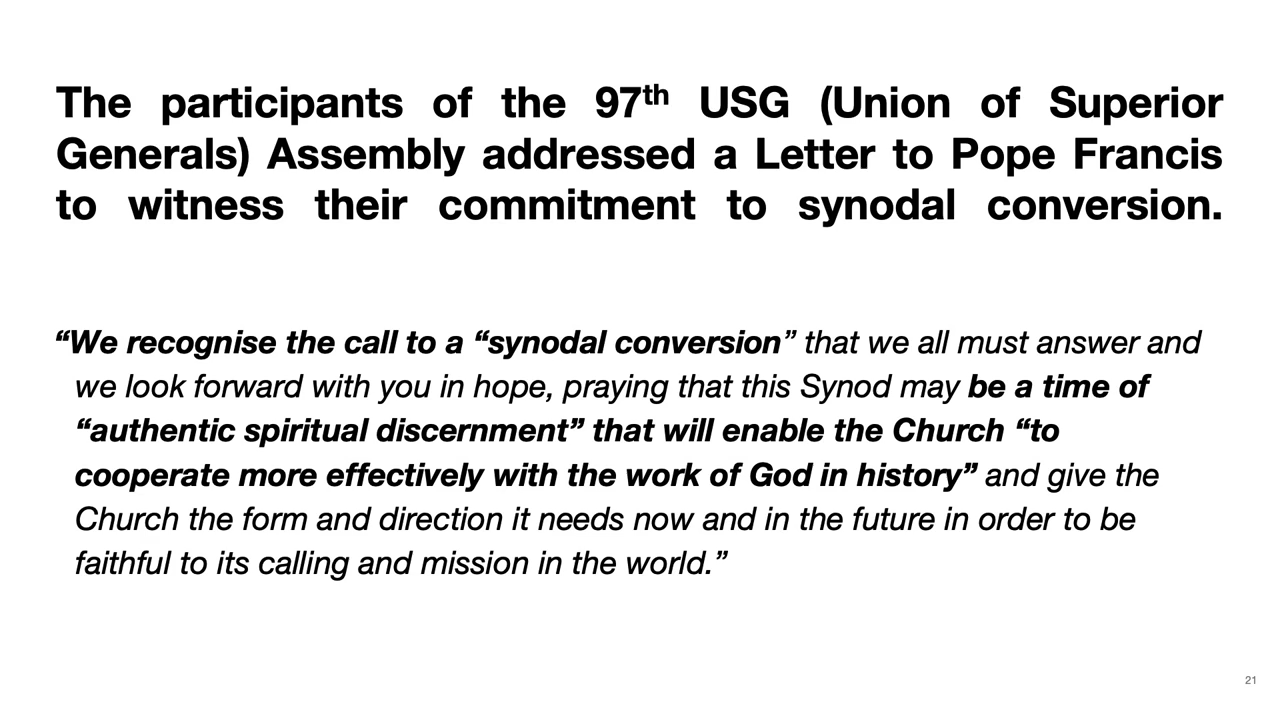 The participants of the 97th USG (Union of Superior
Generals) Assembly addressed a Letter to Pope Francis
to witness their commitment to synodal conversion.
“We recognise the call to a “synodal conversion” that we all must answer and
we look forward with you in hope, praying that this Synod may be a time of
“authentic spiritual discernment” that will enable the Church “to
cooperate more effectively with the work of God in history” and give the
Church the form and direction it needs now and in the future in order to be
faithful to its calling and mission in the world.”
21